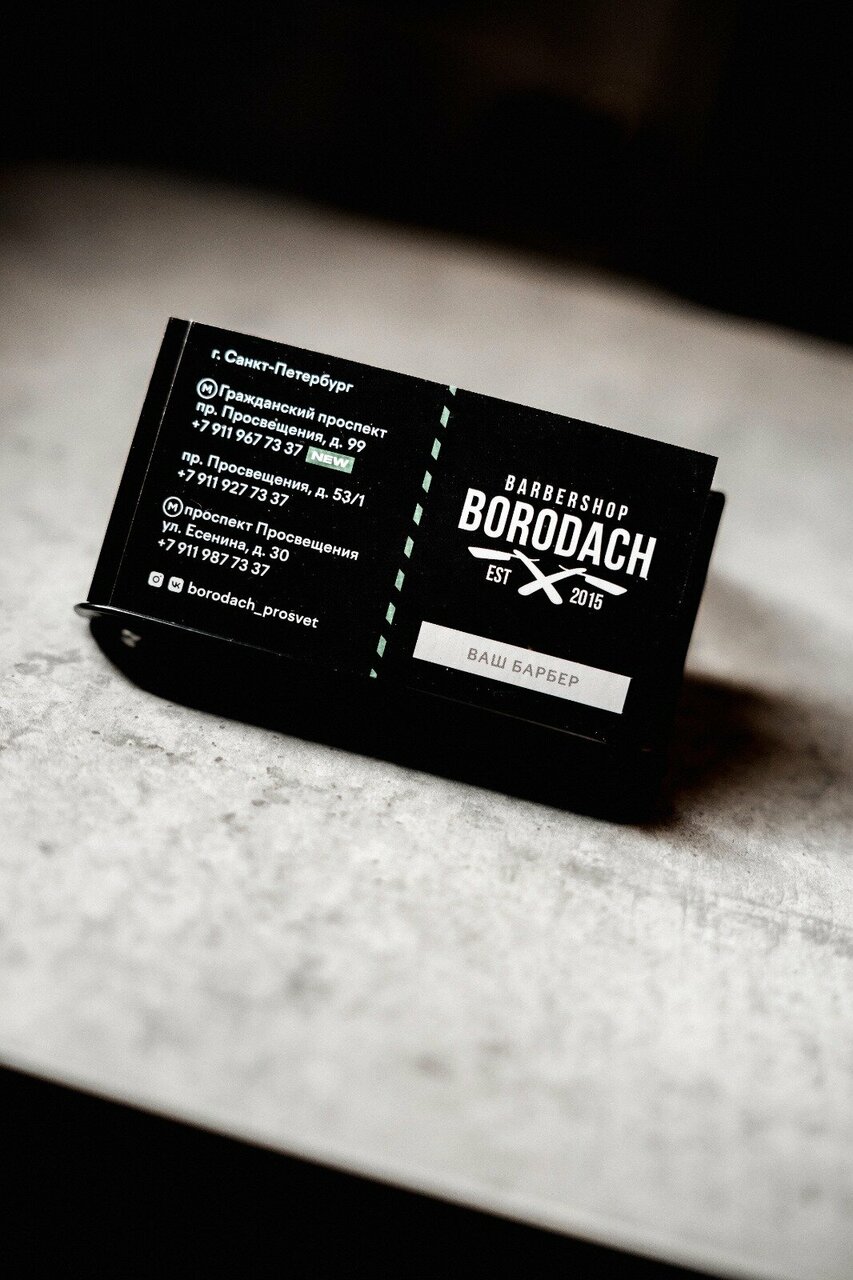 г. Санкт-Петербург
М Гражданский проспект
пр. Просвещения, д. 99
+7 911 967 73 37 NEW
пр. Просвещения, д. 53/1
+7 911 927 73 37
М проспект Просвещения
ул. Есенина, д. 30
+7 911 987 73 37
borodach_prosvet
BARBERSHOP
BORODACH
EST 2015
ВАШ БАРБЕР